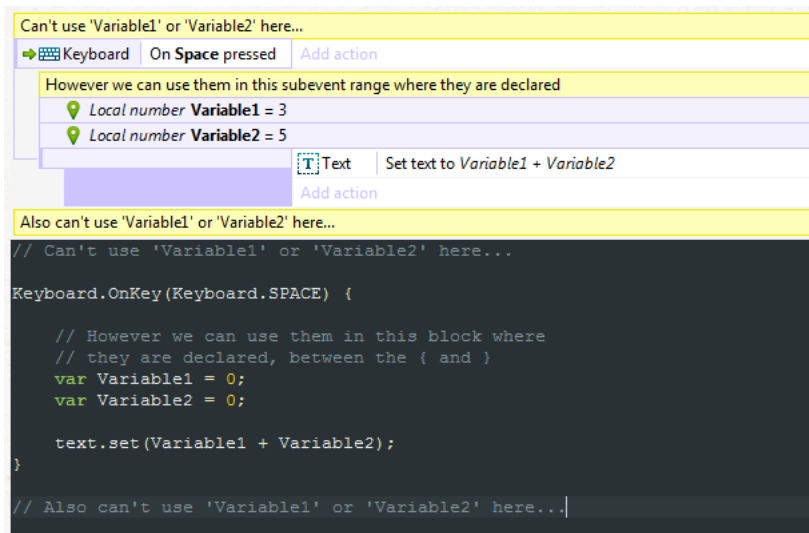 Can't use 'Variable1' or 'Variable2' here...
Keyboard On Space pressed Add action
However we can use them in this subevent range where they are declared
Local number Variable1 = 3
Local number Variable2 = 5
T Text Set text to Variable1 + Variable2
Add action
Also can't use 'Variable1' or 'Variable2' here...
// Can't use 'Variable1' or 'Variable2' here...
Keyboard.OnKey(Keyboard.SPACE) {
// However we can use them in this block where
// they are declared, between the { and }
var Variable1 = 0;
var Variable2 = 0;
text.set(Variable1 + Variable2);
}
// Also can't use 'Variable1' or 'Variable2' here...